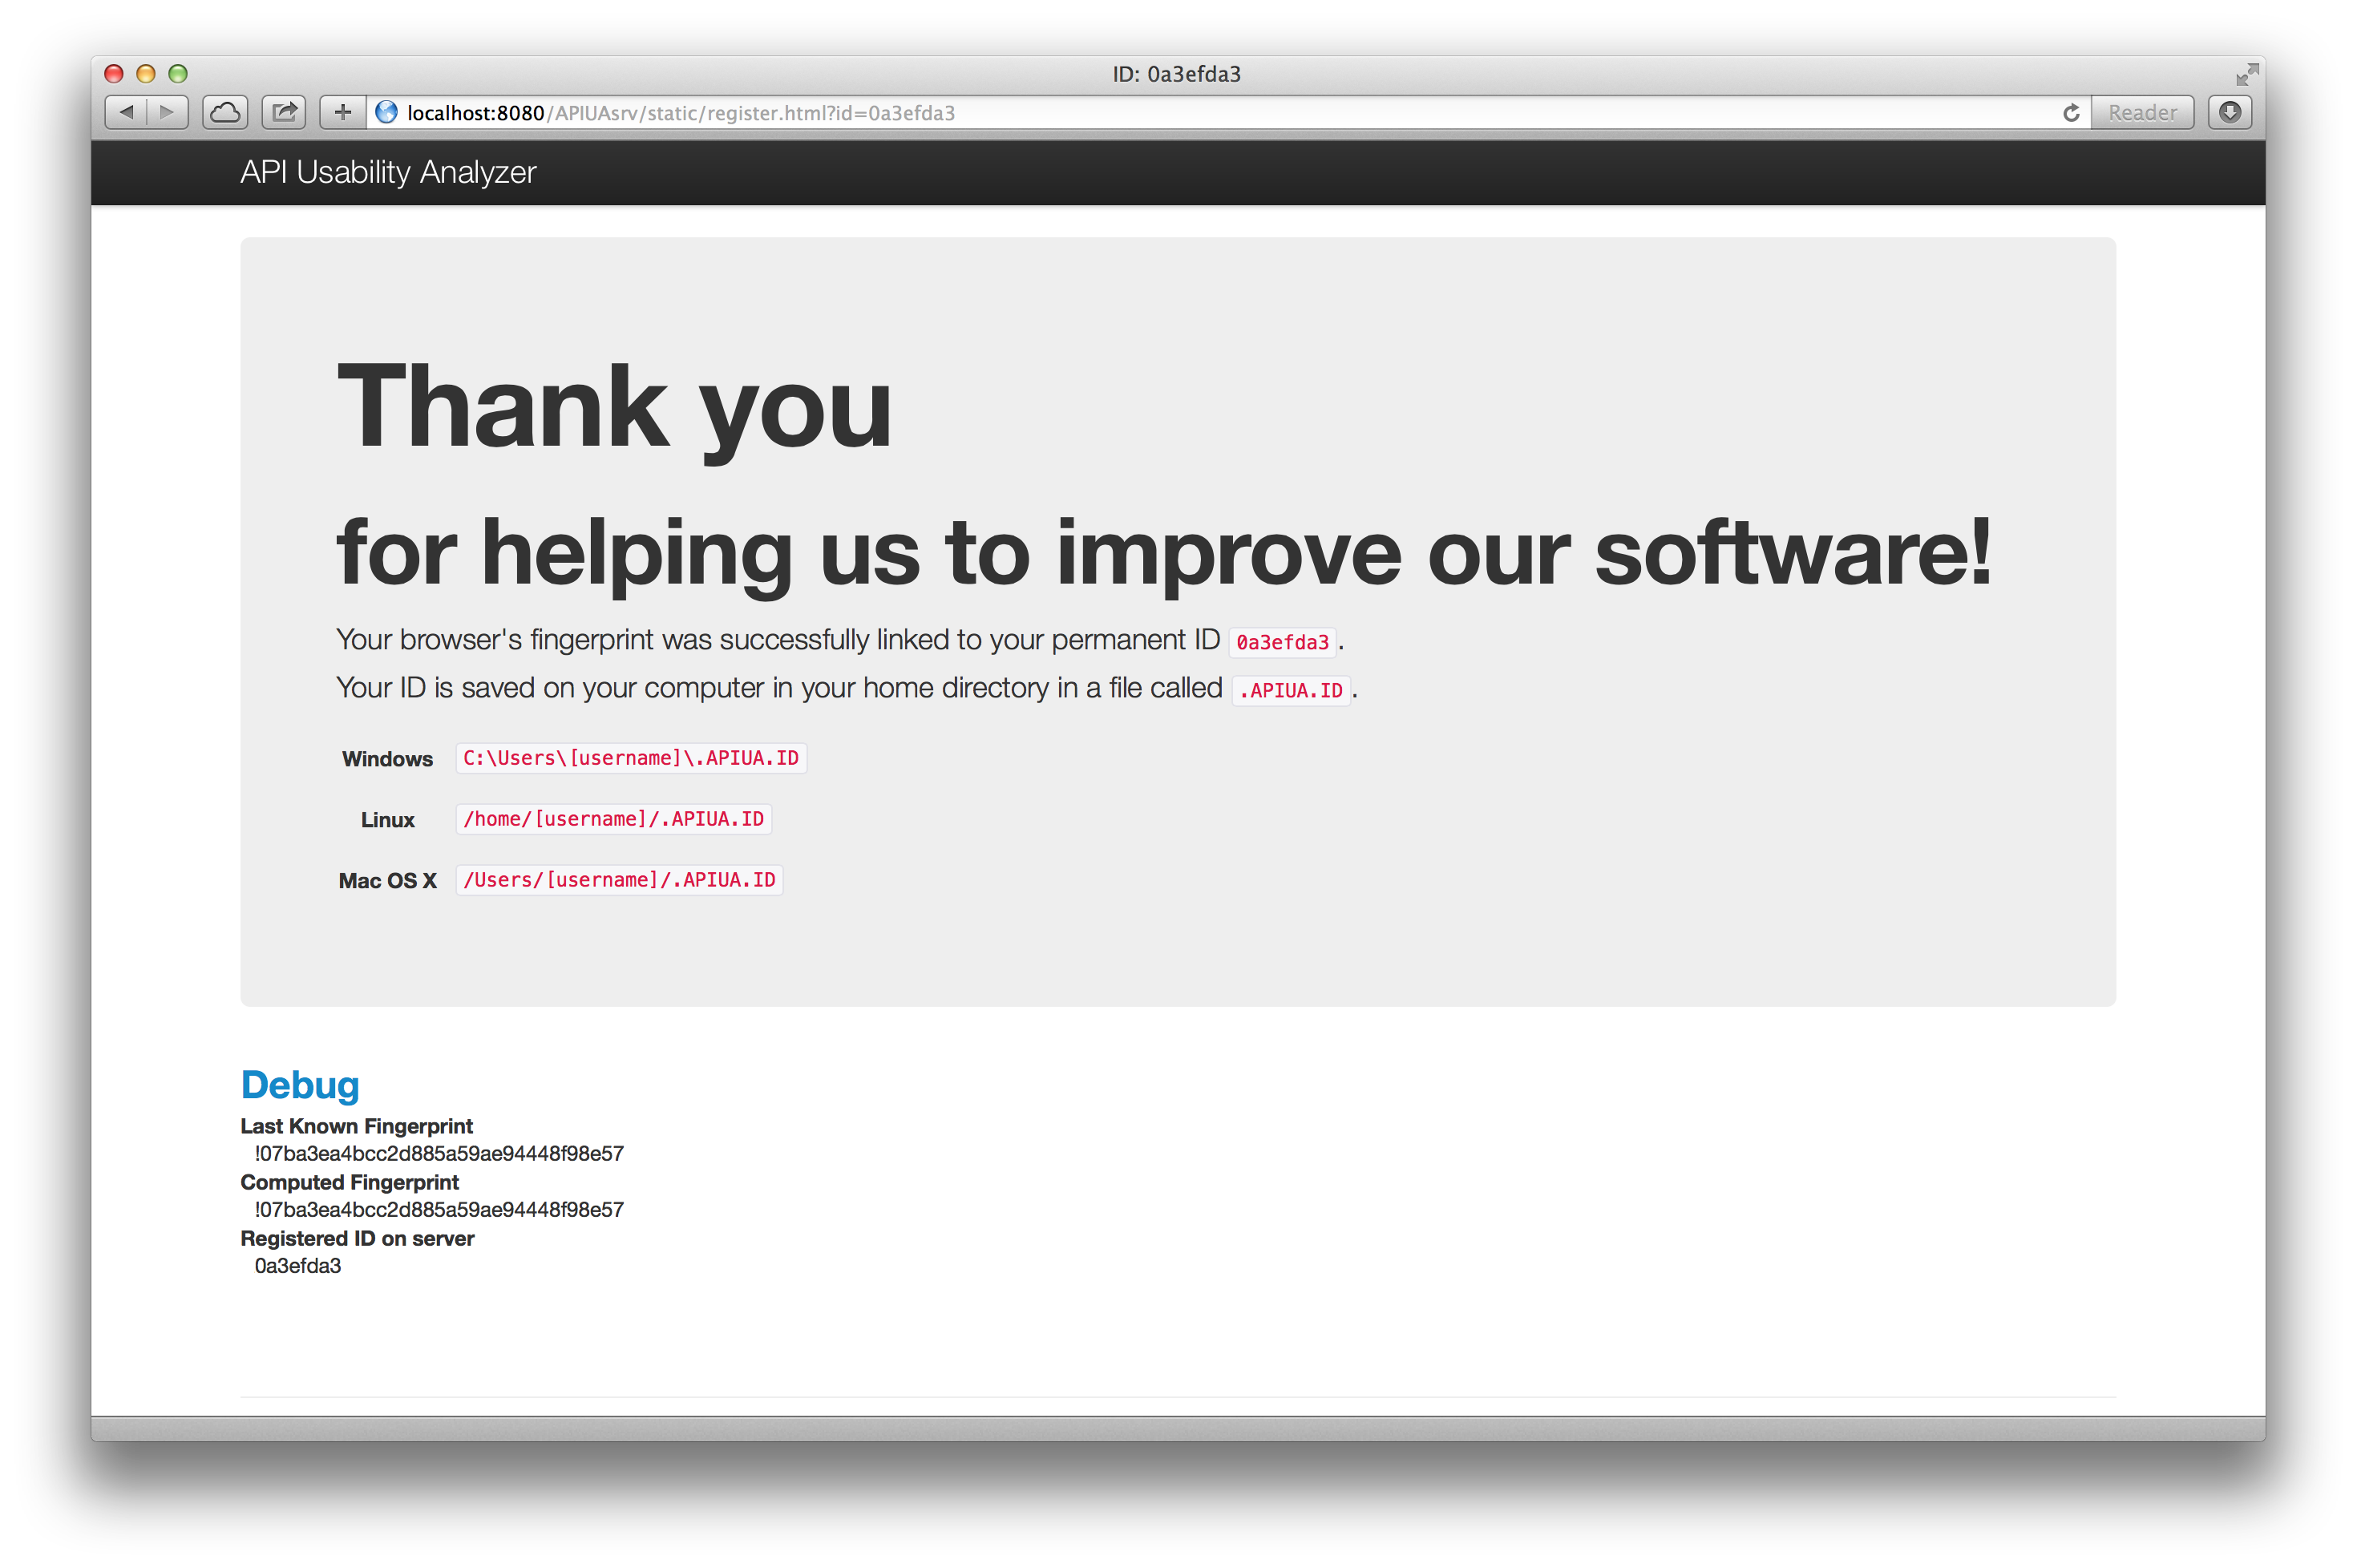 ID: 0a3efda3
localhost:8080/APIUAsrv/static/register.html?id=0a3efda3
Reader
API Usability Analyzer
Thank you
for helping us to improve our software!
Your browser's fingerprint was successfully linked to your permanent ID 0a3efda3.
Your ID is saved on your computer in your home directory in a file called .APIUA.ID.
Windows C:\Users\[username]\.APIUA.ID
Linux /home/[username]/.APIUA.ID
Mac OS X /Users/[username]/.APIUA.ID
Debug
Last Known Fingerprint
!07ba3ea4bcc2d885a59ae94448f98e57
Computed Fingerprint
!07ba3ea4bcc2d885a59ae94448f98e57
Registered ID on server
0a3efda3